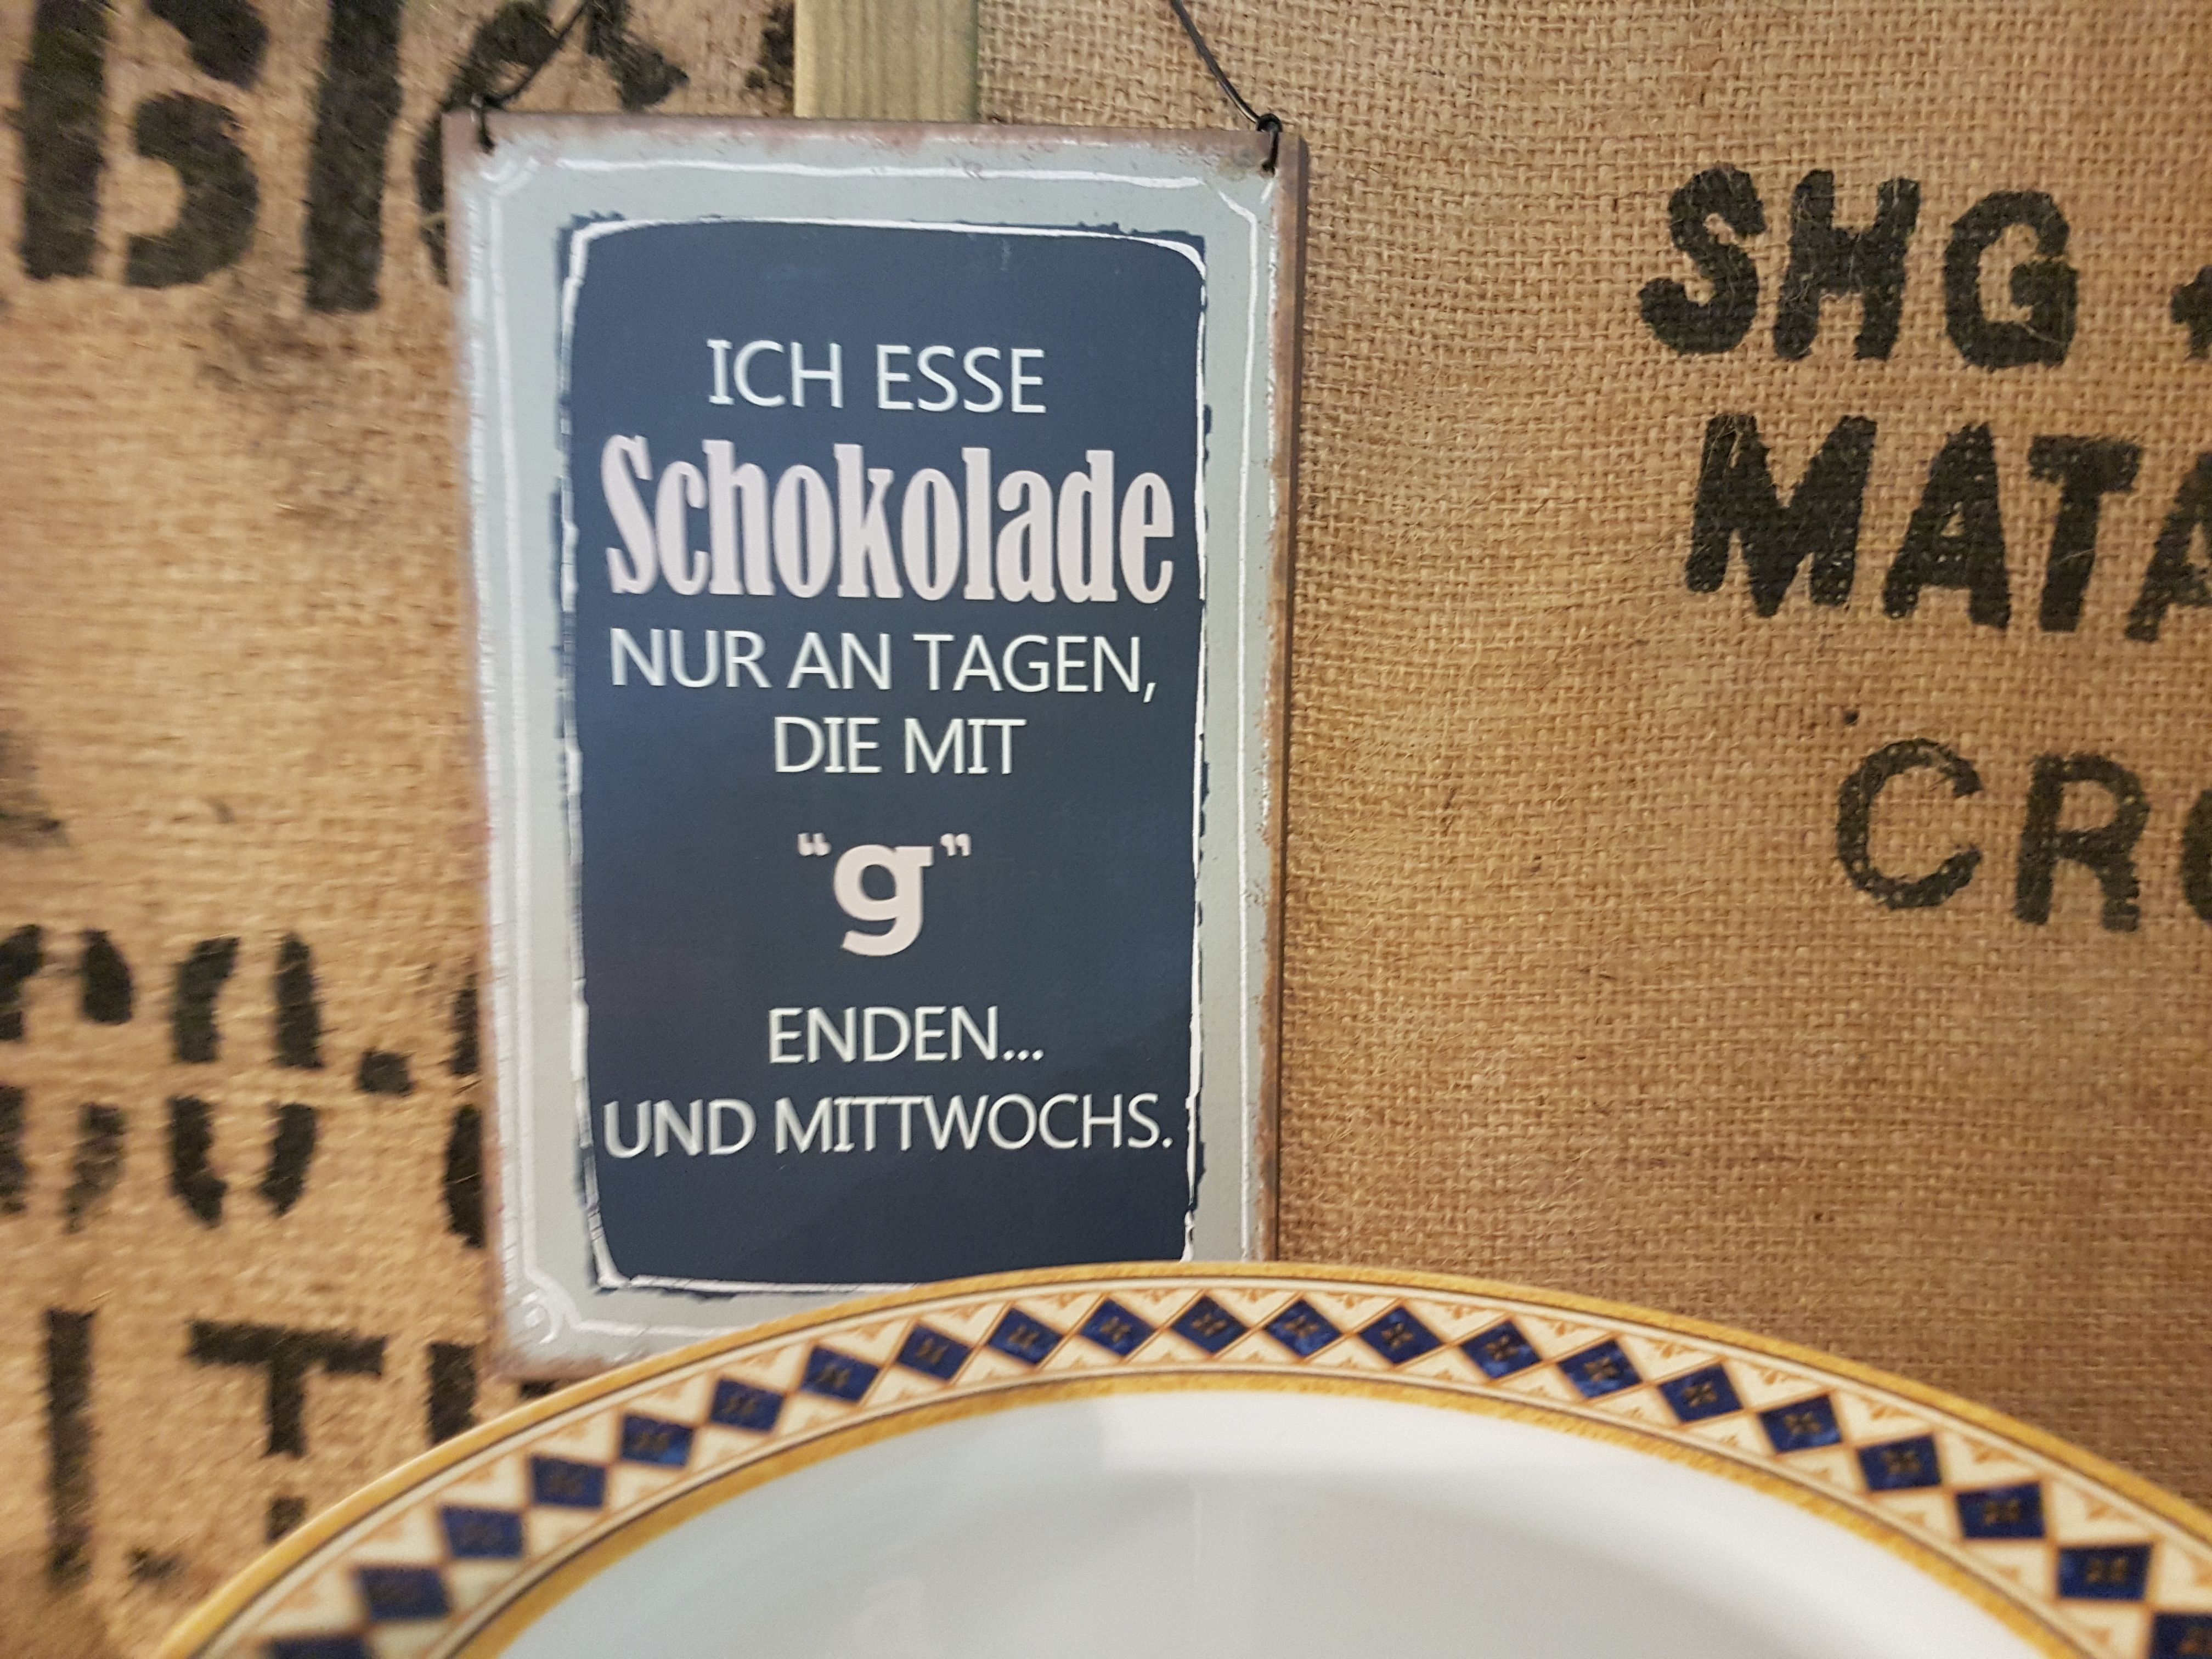 ICH ESSE
Schokolade
NUR AN TAGEN,
DIE MIT
“g”
ENDEN...
UND MITTWOCHS.
SHG
MATA
CR